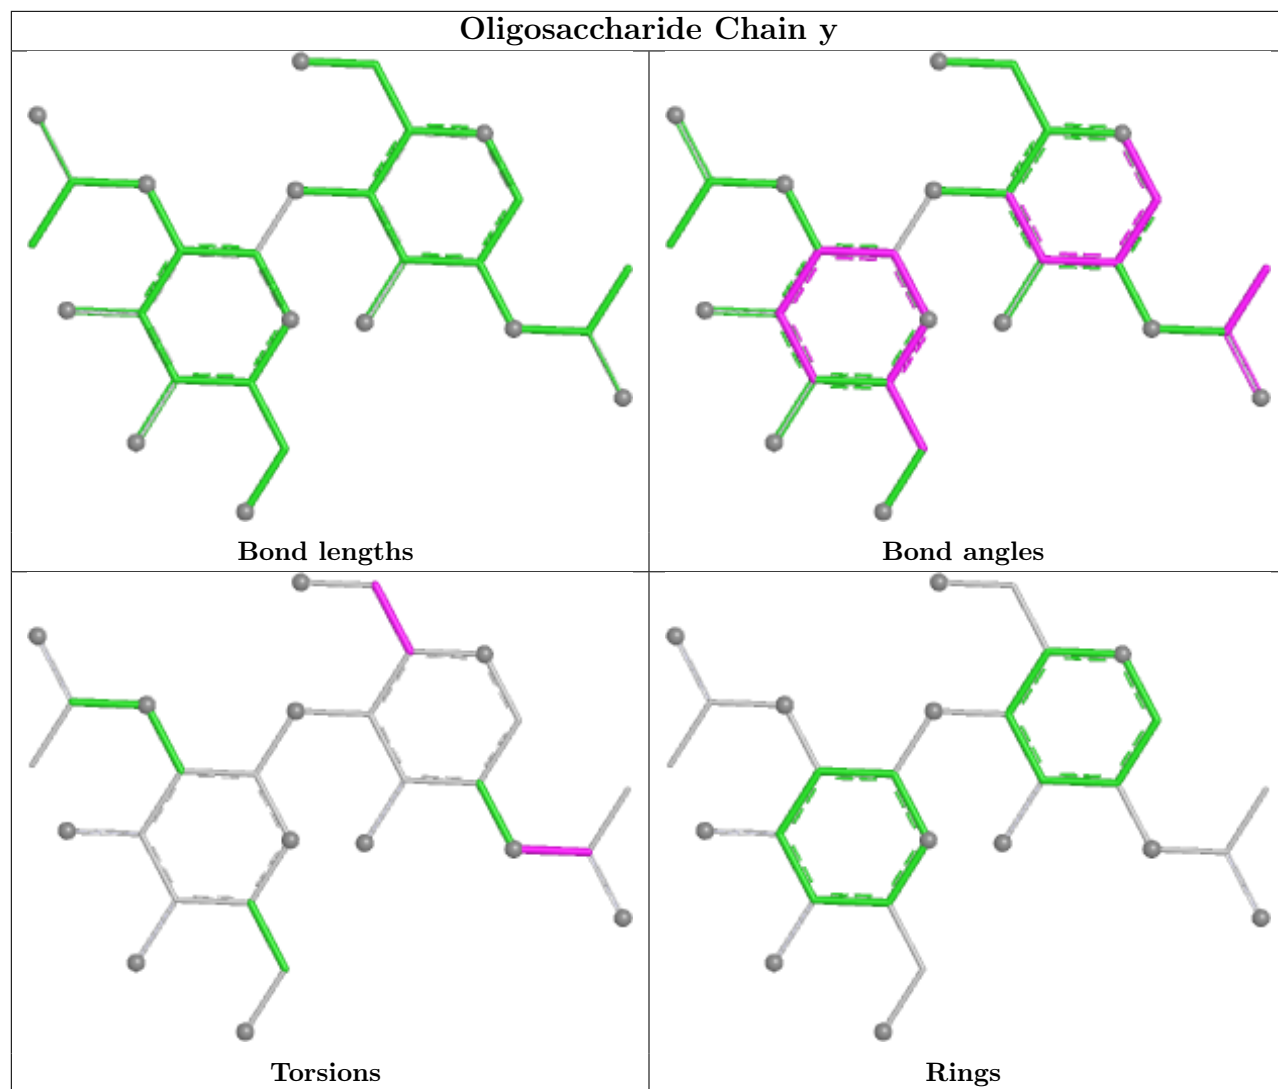 Oligosaccharide Chain y
Bond lengths
Bond angles
Torsions
Rings